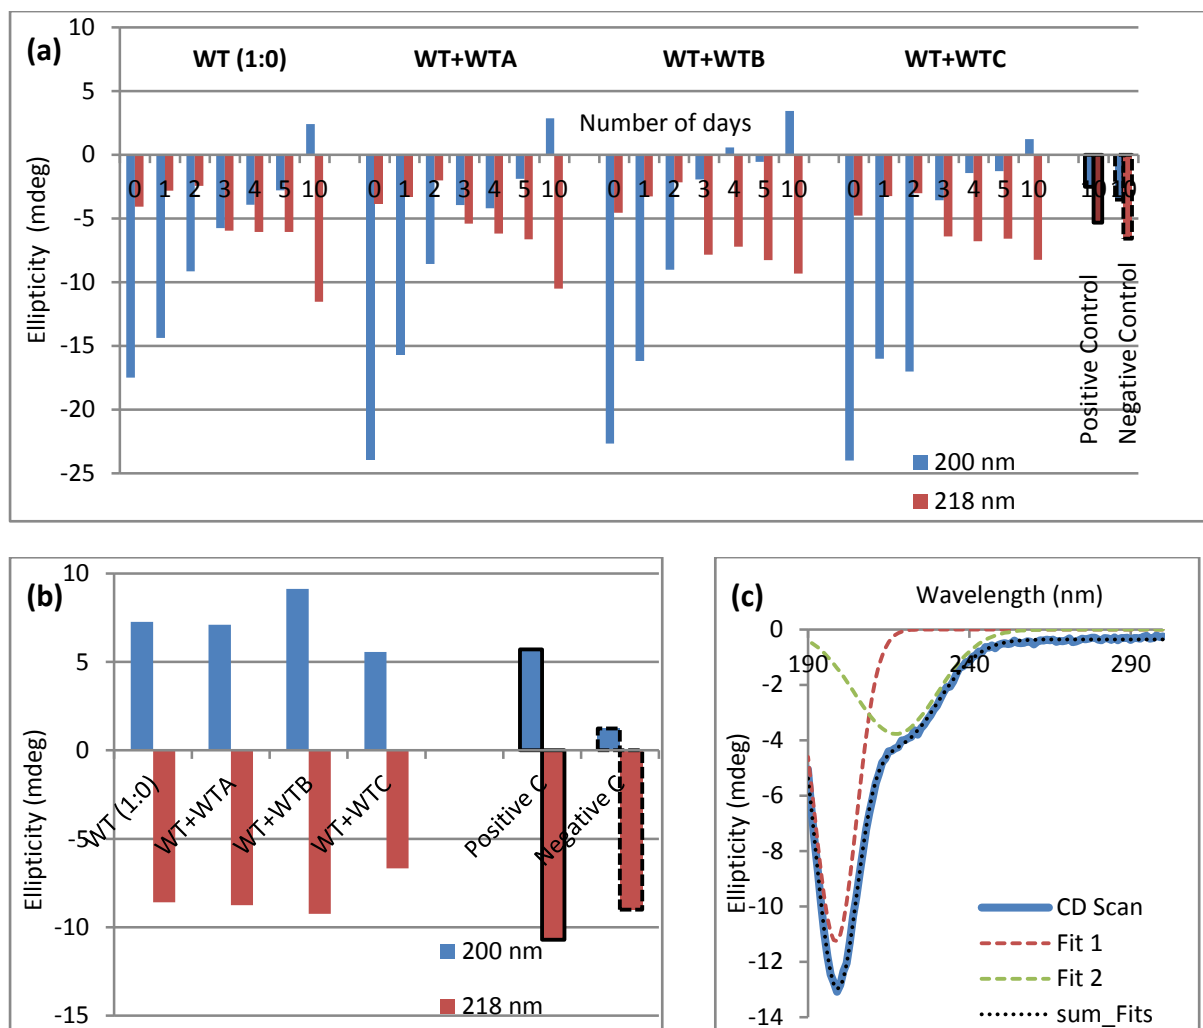 (a)
WT (1:0) WT+WTA WT+WTB WT+WTC
Number of days
Ellipticity (mdeg)
10
5
0
-5
-10
-15
-20
-25
0 1 2 3 4 5 10 0 1 2 3 4 5 10 0 1 2 3 4 5 10 0 1 2 3 4 5 10 10 10
Positive Control
Negative Control
200 nm
218 nm
(b)
Ellipticity (mdeg)
10
5
0
-5
-10
-15
WT (1:0)
WT+WTA
WT+WTB
WT+WTC
Positive C
Negative C
200 nm
218 nm
(c)
Wavelength (nm)
190 240 290
Ellipticity (mdeg)
0
-2
-4
-6
-8
-10
-12
-14
CD Scan
Fit 1
Fit 2
sum_Fits